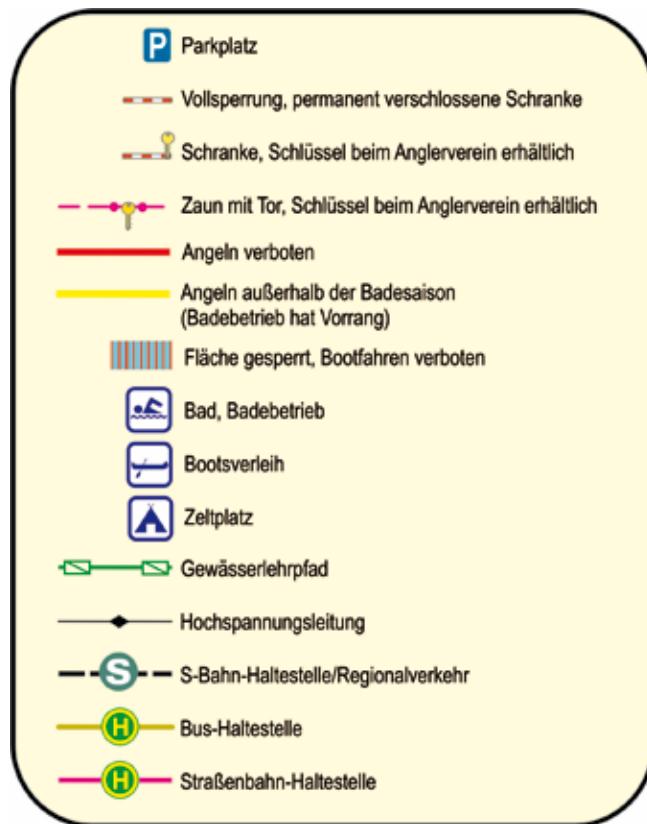 P Parkplatz
Vollsperrung, permanent verschlossene Schranke
Schranke, Schlüssel beim Anglerverein erhältlich
Zaun mit Tor, Schlüssel beim Anglerverein erhältlich
Angeln verboten
Angeln außerhalb der Badesaison
(Badebetrieb hat Vorrang)
Fläche gesperrt, Bootfahren verboten
Bad, Badebetrieb
Bootsverleih
Zeltplatz
Gewässerlehrpfad
Hochspannungsleitung
S S-Bahn-Haltestelle/Regionalverkehr
H Bus-Haltestelle
H Straßenbahn-Haltestelle